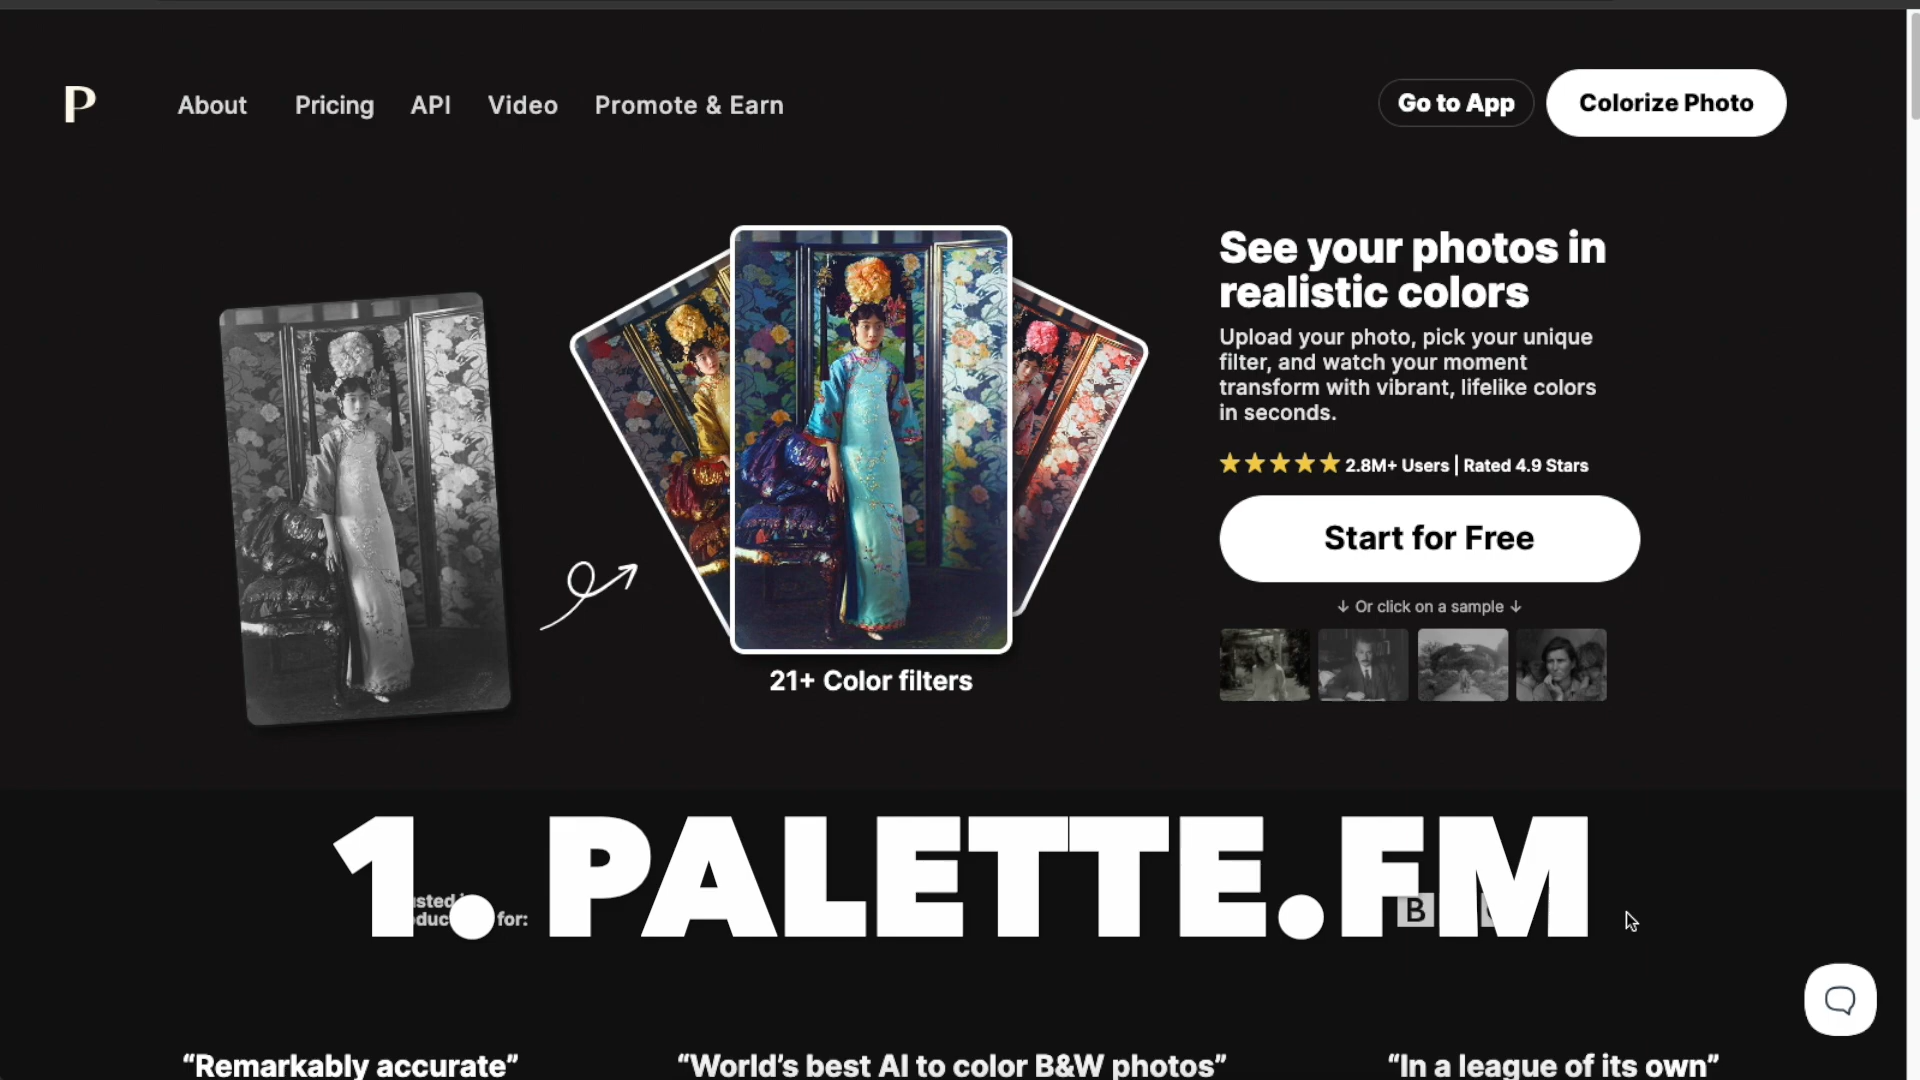 P
About Pricing API Video Promote & Earn
Go to App
Colorize Photo
See your photos in
realistic colors
Upload your photo, pick your unique
filter, and watch your moment
transform with vibrant, lifelike colors
in seconds.
2.8M+ Users | Rated 4.9 Stars
Start for Free
↓ Or click on a sample ↓
21+ Color filters
1. PALETTE.FM
for:
B
“Remarkably accurate”
“World’s best AI to color B&W photos”
“In a league of its own”